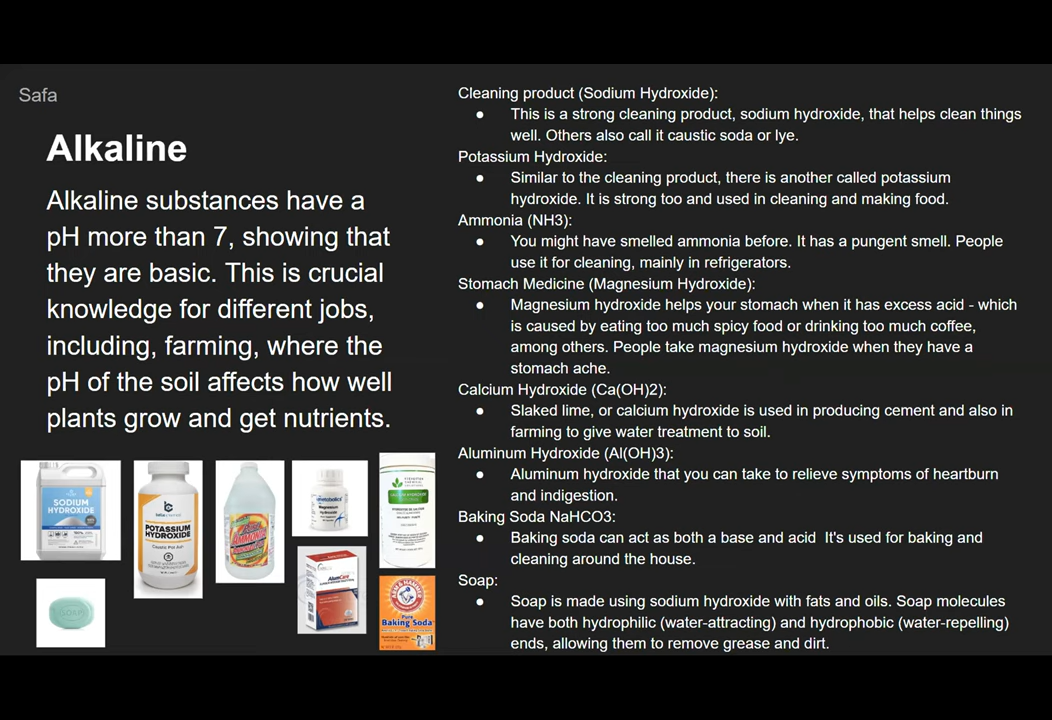 Safa
Alkaline
Alkaline substances have a
pH more than 7, showing that
they are basic. This is crucial
knowledge for different jobs,
including, farming, where the
pH of the soil affects how well
plants grow and get nutrients.
Cleaning product (Sodium Hydroxide):
● This is a strong cleaning product, sodium hydroxide, that helps clean things
well. Others also call it caustic soda or lye.
Potassium Hydroxide:
● Similar to the cleaning product, there is another called potassium
hydroxide. It is strong too and used in cleaning and making food.
Ammonia (NH3):
● You might have smelled ammonia before. It has a pungent smell. People
use it for cleaning, mainly in refrigerators.
Stomach Medicine (Magnesium Hydroxide):
● Magnesium hydroxide helps your stomach when it has excess acid - which
is caused by eating too much spicy food or drinking too much coffee,
among others. People take magnesium hydroxide when they have a
stomach ache.
Calcium Hydroxide (Ca(OH)2):
● Slaked lime, or calcium hydroxide is used in producing cement and also in
farming to give water treatment to soil.
Aluminum Hydroxide (Al(OH)3):
● Aluminum hydroxide that you can take to relieve symptoms of heartburn
and indigestion.
Baking Soda NaHCO3:
● Baking soda can act as both a base and acid  It's used for baking and
cleaning around the house.
Soap:
● Soap is made using sodium hydroxide with fats and oils. Soap molecules
have both hydrophilic (water-attracting) and hydrophobic (water-repelling)
ends, allowing them to remove grease and dirt.
SODIUM
HYDROXIDE
POTASSIUM
HYDROXIDE
Caustic Pot Ash
AMMONIA
CALCIUM HYDROXIDE
AlumCare
ARM & HAMMER
Pure
Baking Soda
SOAP